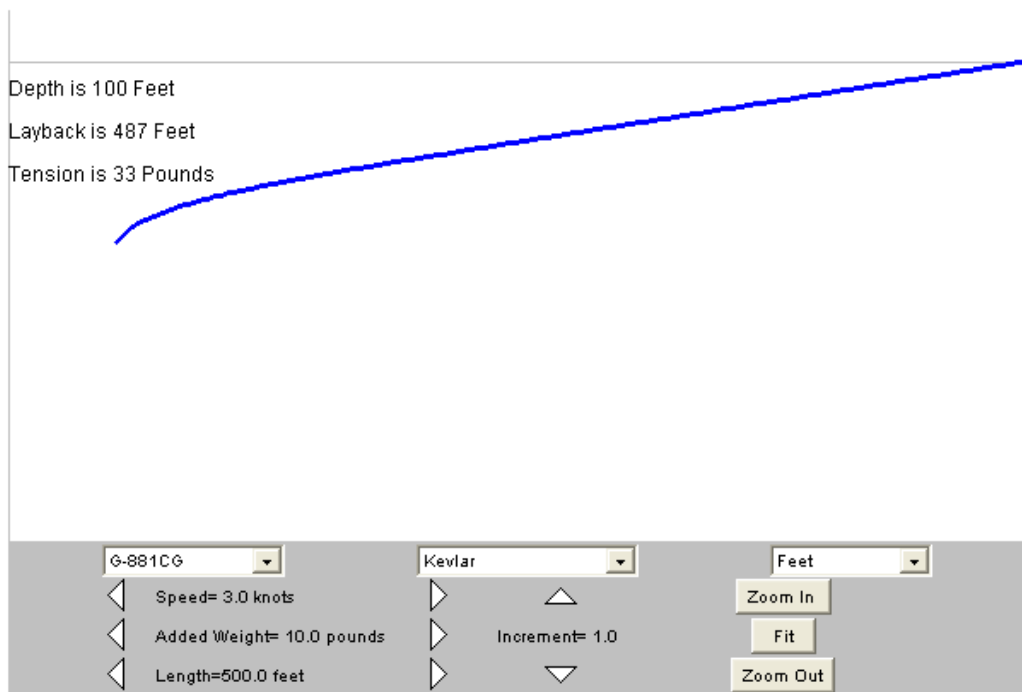 Depth is 100 Feet
Layback is 487 Feet
Tension is 33 Pounds
G-881CG
Kevlar
Feet
Speed= 3.0 knots
Zoom In
Added Weight= 10.0 pounds
Increment= 1.0
Fit
Length=500.0 feet
Zoom Out